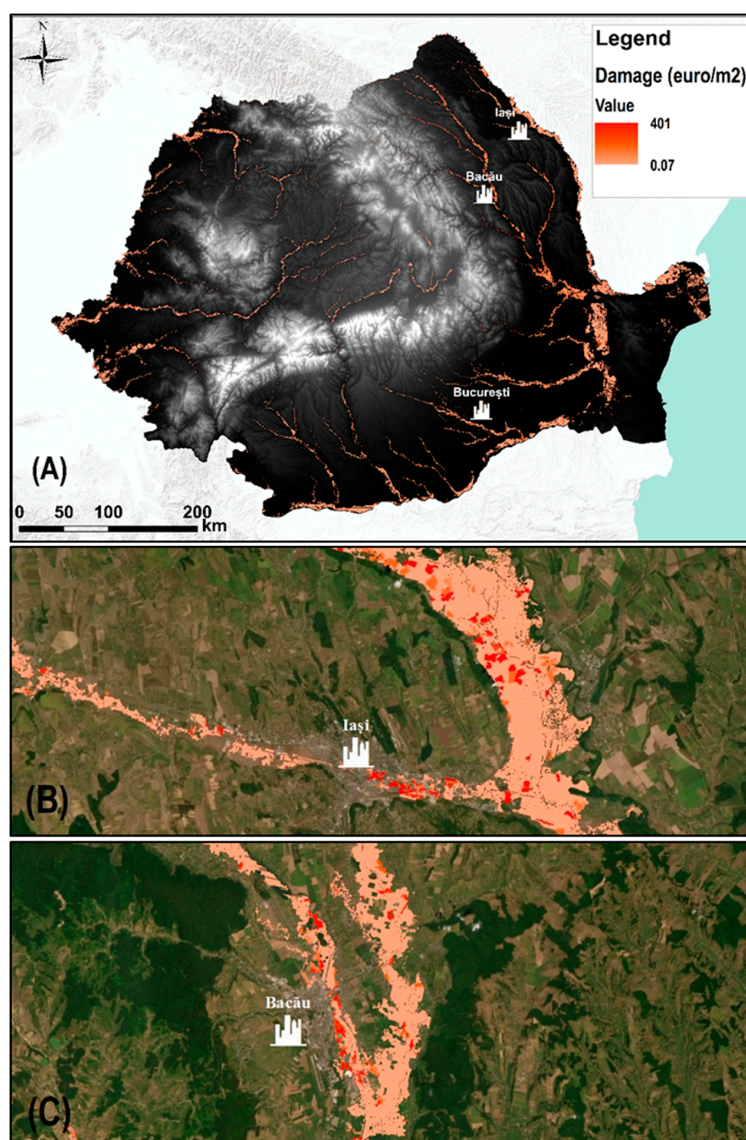 N
Legend
Damage (euro/m2)
Value
401
0.07
Iași
Bacău
București
(A)
0 50 100 200
km
Iași
(B)
Bacău
(C)